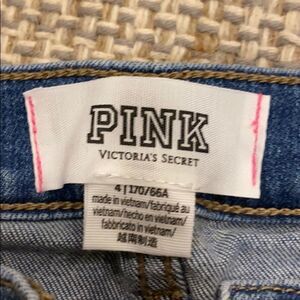 PINK
VICTORIA'S SECRET
4 | 170/66A
made in vietnam/fabriqué au
vietnam/hecho en vietnam/
fabbricato in vietnam/
越南制造